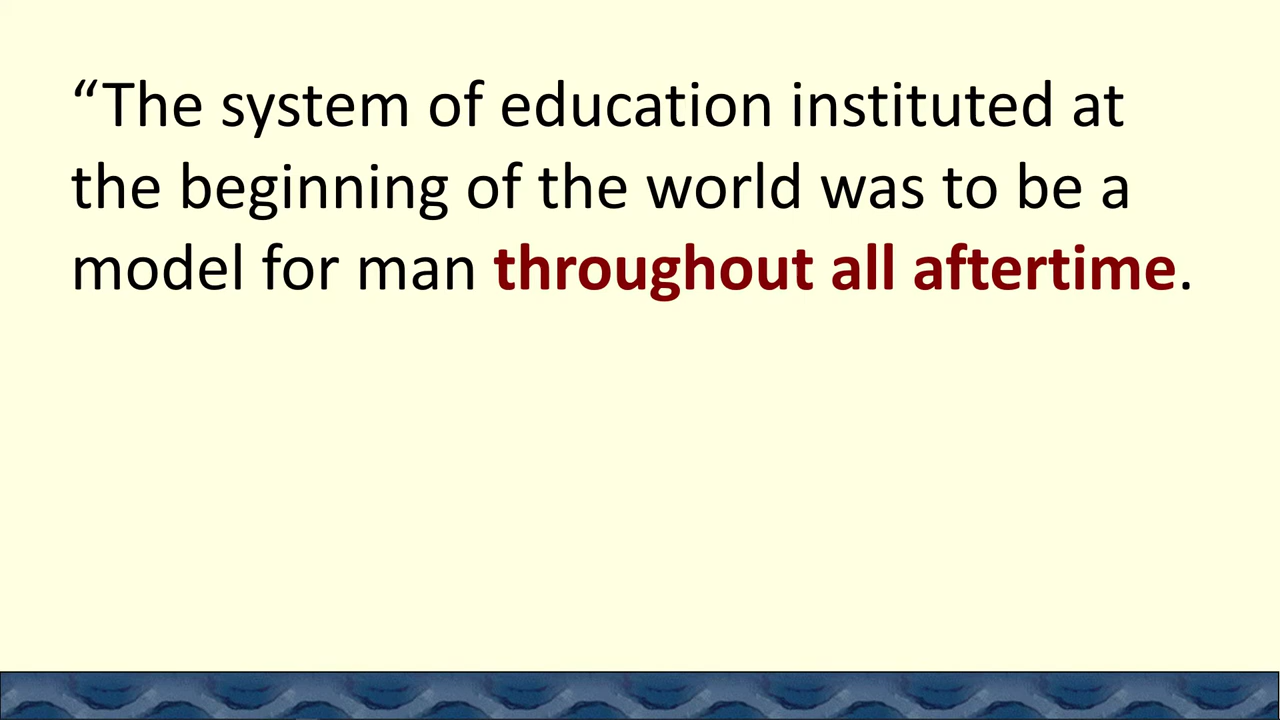 “The system of education instituted at
the beginning of the world was to be a
model for man throughout all aftertime.